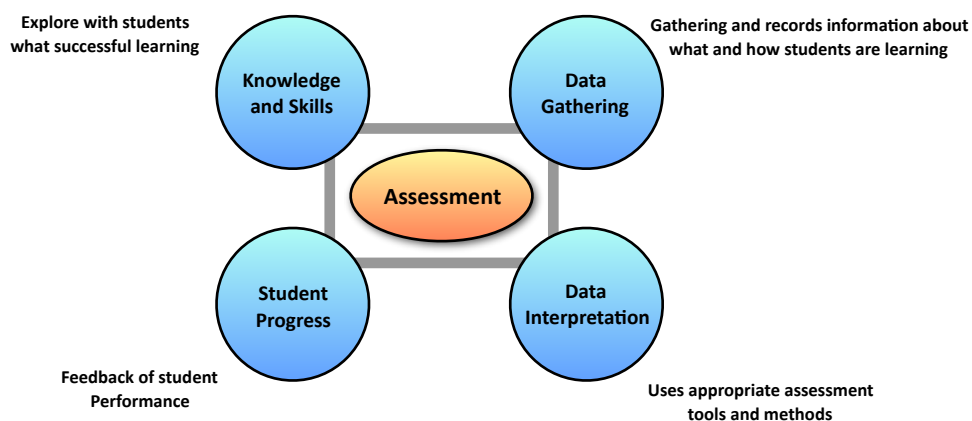 Explore with students
what successful learning
Knowledge
and Skills
Data
Gathering
Gathering and records information about
what and how students are learning
Assessment
Student
Progress
Feedback of student
Performance
Data
Interpretation
Uses appropriate assessment
tools and methods